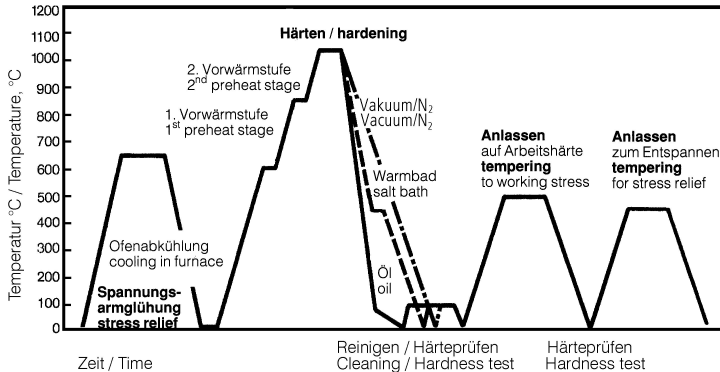 1200
1100
1000
900
800
700
600
500
400
300
200
100
0
Temperatur °C / Temperature, °C
Härten / hardening
2. Vorwärmstufe
2nd preheat stage
1. Vorwärmstufe
1st preheat stage
Vakuum/N2
Vacuum/N2
Warmbad
salt bath
Öl
oil
Ofenabkühlung
cooling in furnace
Spannungs-
armglühung
stress relief
Anlassen
auf Arbeitshärte
tempering
to working stress
Anlassen
zum Entspannen
tempering
for stress relief
Zeit / Time
Reinigen / Härteprüfen
Cleaning / Hardness test
Härteprüfen
Hardness test